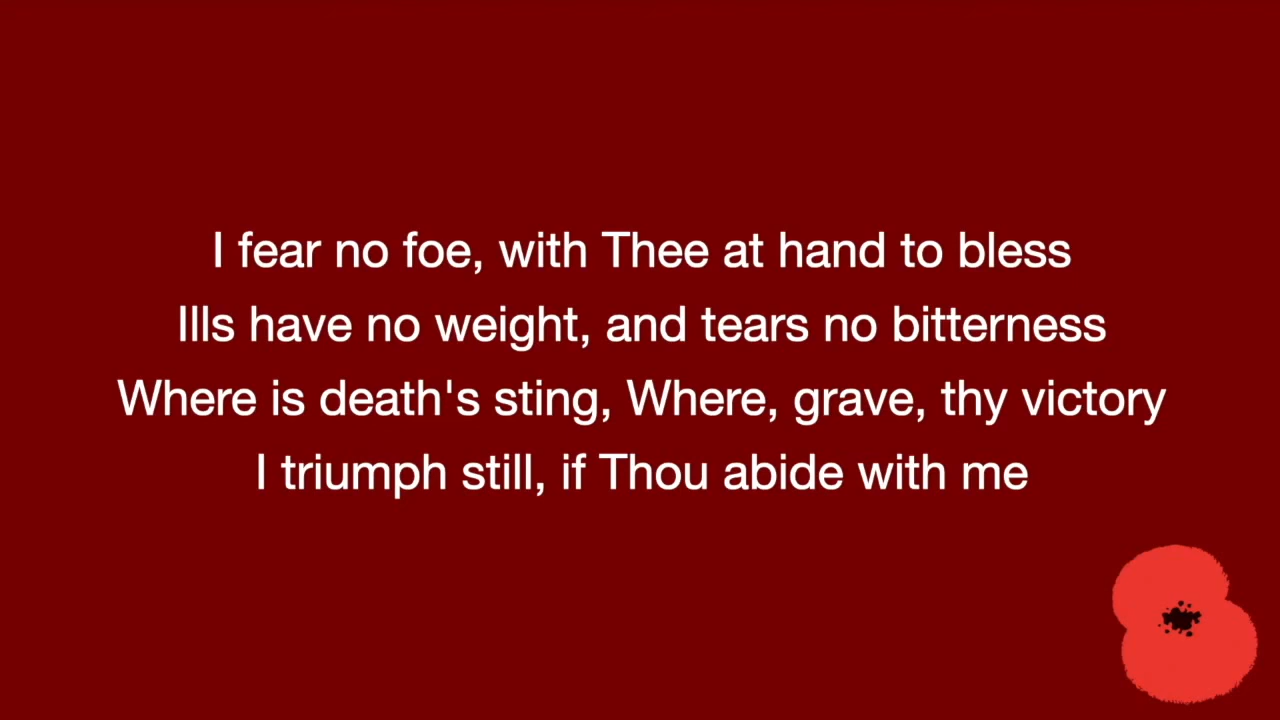 I fear no foe, with Thee at hand to bless
Ills have no weight, and tears no bitterness
Where is death's sting, Where, grave, thy victory
I triumph still, if Thou abide with me